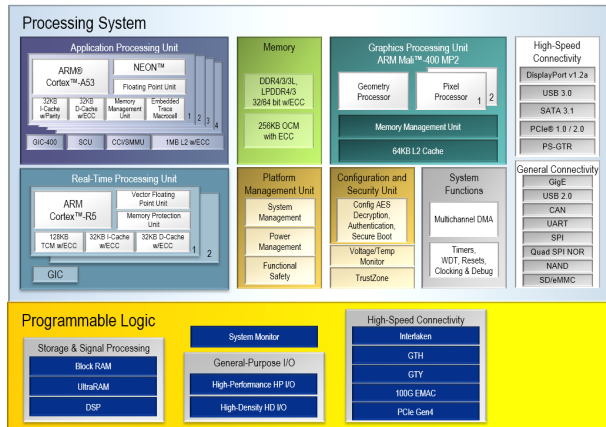 Processing System
Application Processing Unit
ARM®
Cortex™-A53
NEON™
Floating Point Unit
32KB
I-Cache
w/Parity
32KB
D-Cache
w/ECC
Memory
Management
Unit
Embedded
Trace
Macrocell
1
2
3
4
GIC-400
SCU
CCI/SMMU
1MB L2 w/ECC
Memory
DDR4/3/3L,
LPDDR4/3
32/64 bit w/ECC
256KB OCM
with ECC
Graphics Processing Unit
ARM Mali™-400 MP2
Geometry
Processor
Pixel
Processor
1
2
Memory Management Unit
64KB L2 Cache
High-Speed
Connectivity
DisplayPort v1.2a
USB 3.0
SATA 3.1
PCIe® 1.0 / 2.0
PS-GTR
Real-Time Processing Unit
ARM
Cortex™-R5
Vector Floating
Point Unit
Memory Protection
Unit
128KB
TCM w/ECC
32KB I-Cache
w/ECC
32KB D-Cache
w/ECC
1
2
GIC
Platform
Management Unit
System
Management
Power
Management
Functional
Safety
Configuration and
Security Unit
Config AES
Decryption,
Authentication,
Secure Boot
Voltage/Temp
Monitor
TrustZone
System
Functions
Multichannel DMA
Timers,
WDT, Resets,
Clocking & Debug
General Connectivity
GigE
USB 2.0
CAN
UART
SPI
Quad SPI NOR
NAND
SD/eMMC
Programmable Logic
Storage & Signal Processing
Block RAM
UltraRAM
DSP
System Monitor
General-Purpose I/O
High-Performance HP I/O
High-Density HD I/O
High-Speed Connectivity
Interlaken
GTH
GTY
100G EMAC
PCIe Gen4